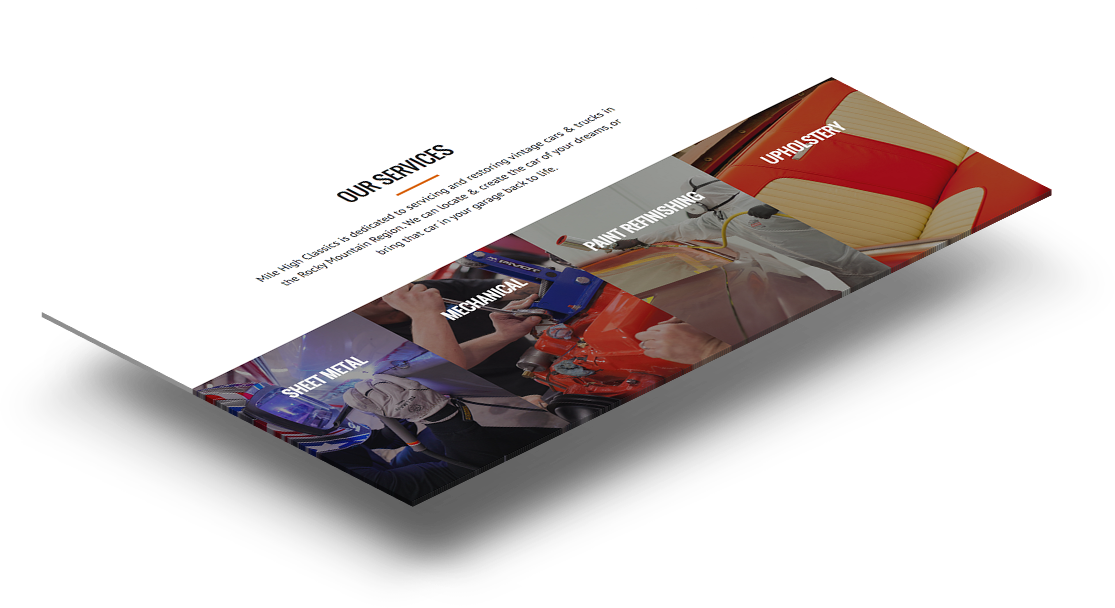 OUR SERVICES
Mile High Classics is dedicated to servicing and restoring vintage cars & trucks in
the Rocky Mountain Region. We can locate & create the car of your dreams, or
bring that car in your garage back to life.
SHEET METAL
MECHANICAL
PAINT REFINISHING
UPHOLSTERY
PIVOT